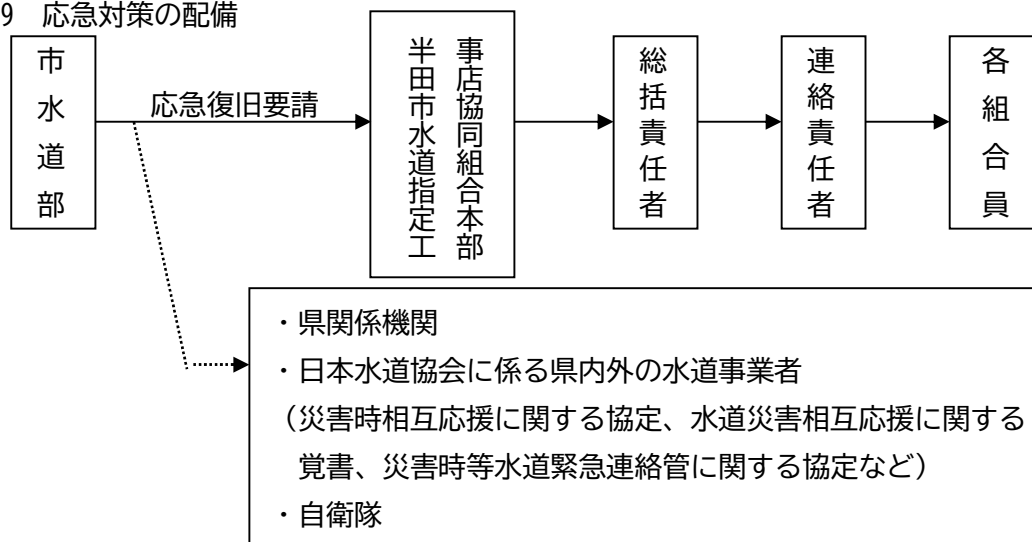 9 応急対策の配備
市水道部
応急復旧要請
事店協同組合本部
半田市水道指定工
総括責任者
連絡責任者
各組合員
・県関係機関
・日本水道協会に係る県内外の水道事業者
(災害時相互応援に関する協定、水道災害相互応援に関する
覚書、災害時等水道緊急連絡管に関する協定など)
・自衛隊